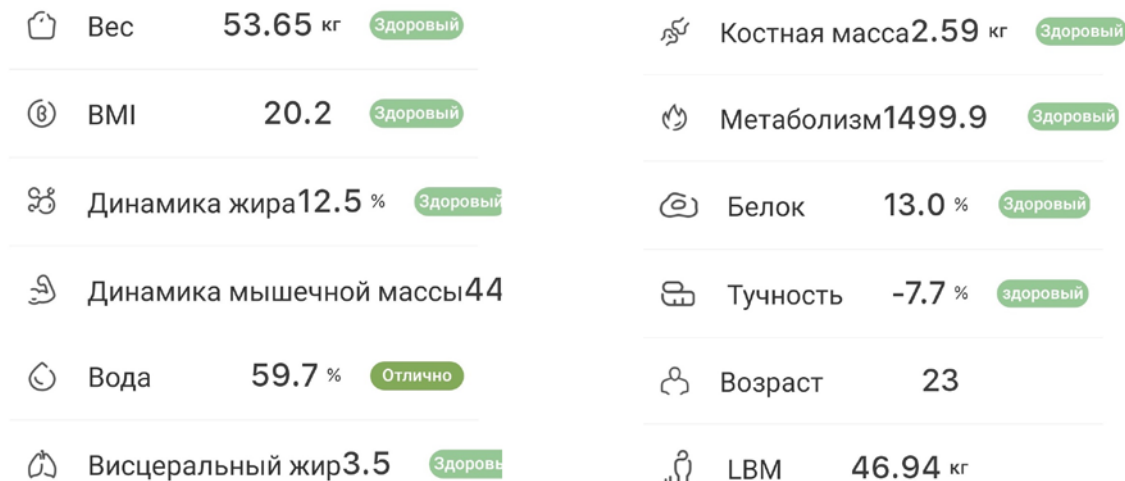 Вес 53.65 кг Здоровый
BMI 20.2 Здоровый
Динамика жира 12.5 % Здоровый
Динамика мышечной массы 44
Вода 59.7 % Отлично
Висцеральный жир 3.5 Здоровь
Костная масса 2.59 кг Здоровый
Метаболизм 1499.9 Здоровый
Белок 13.0 % Здоровый
Тучность -7.7 % здоровый
Возраст 23
LBM 46.94 кг